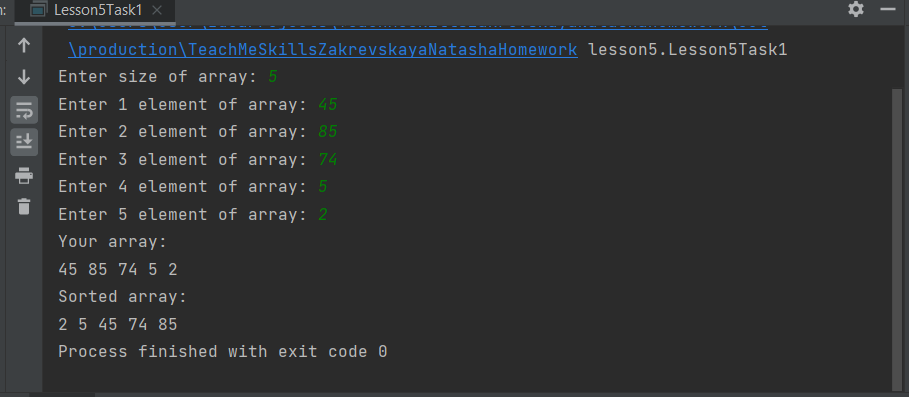 Lesson5Task1
\production\TeachMeSkillsZakrevskayaNatashaHomework lesson5.Lesson5Task1
Enter size of array: 5
Enter 1 element of array: 45
Enter 2 element of array: 85
Enter 3 element of array: 74
Enter 4 element of array: 5
Enter 5 element of array: 2
Your array:
45 85 74 5 2
Sorted array:
2 5 45 74 85
Process finished with exit code 0